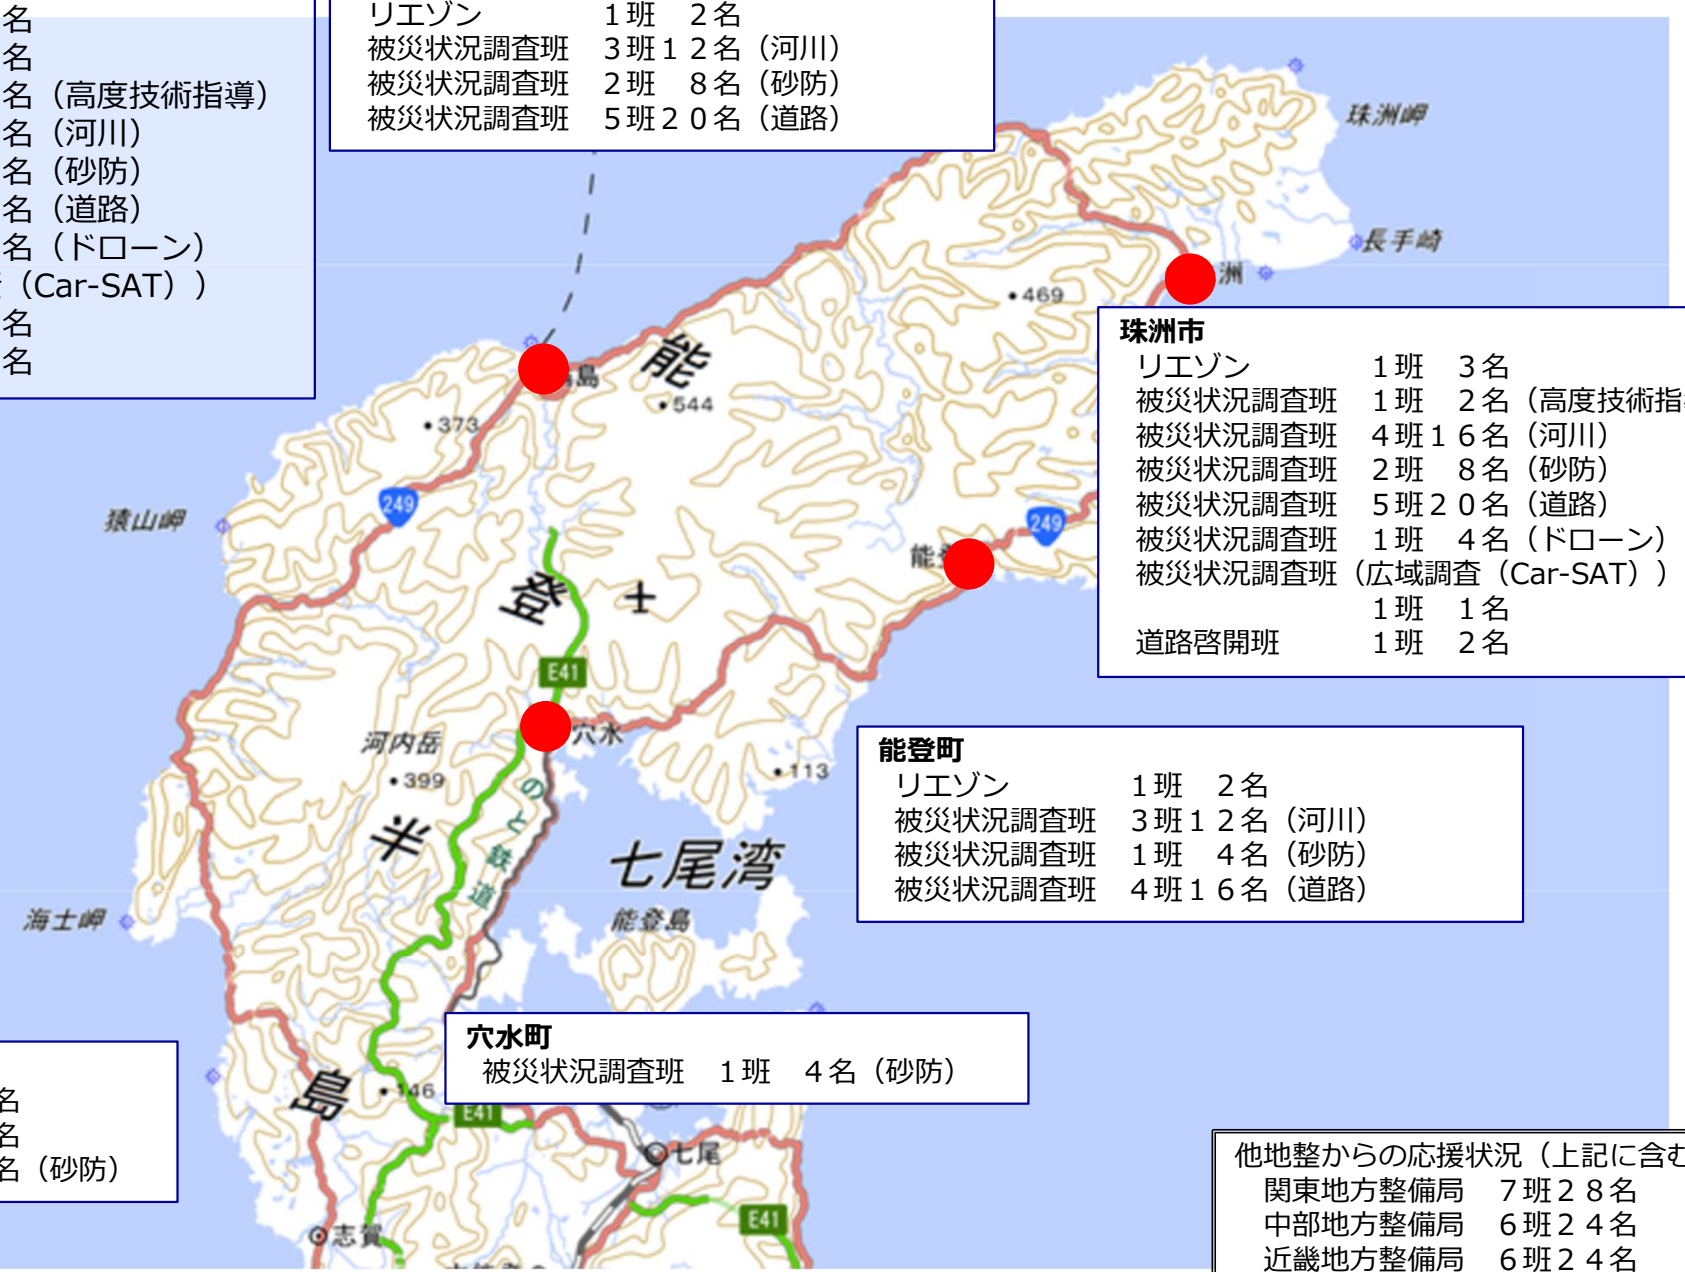 名
名
名（高度技術指導）
名（河川）
名（砂防）
名（道路）
名（ドローン）
（Car-SAT））
名
名
リエゾン　　　　1班　2名
被災状況調査班　3班12名（河川）
被災状況調査班　2班　8名（砂防）
被災状況調査班　5班20名（道路）
珠洲岬
長手崎
洲
469
能
島
544
373
249
猿山岬
249
能登
登
士
E41
穴水
河内岳
399
113
のと鉄道
半
七尾湾
能登島
海士岬
珠洲市
リエゾン　　　　1班　3名
被災状況調査班　1班　2名（高度技術指
被災状況調査班　4班16名（河川）
被災状況調査班　2班　8名（砂防）
被災状況調査班　5班20名（道路）
被災状況調査班　1班　4名（ドローン）
被災状況調査班（広域調査（Car-SAT））
1班　1名
道路啓開班　　　1班　2名
能登町
リエゾン　　　　1班　2名
被災状況調査班　3班12名（河川）
被災状況調査班　1班　4名（砂防）
被災状況調査班　4班16名（道路）
穴水町
被災状況調査班　1班　4名（砂防）
名
名
名（砂防）
島
146
E41
七尾
E41
志賀
他地整からの応援状況（上記に含む
関東地方整備局　7班28名
中部地方整備局　6班24名
近畿地方整備局　6班24名